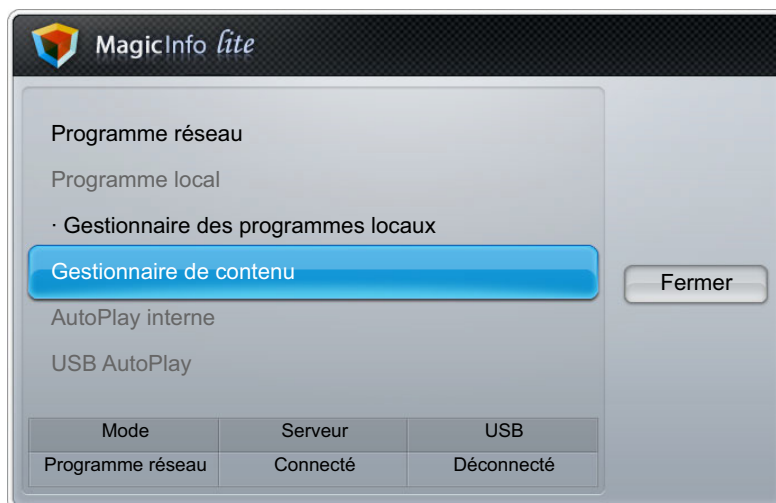 MagicInfo lite
Programme réseau
Programme local
· Gestionnaire des programmes locaux
Gestionnaire de contenu
Fermer
AutoPlay interne
USB AutoPlay
Mode Serveur USB
Programme réseau Connecté Déconnecté